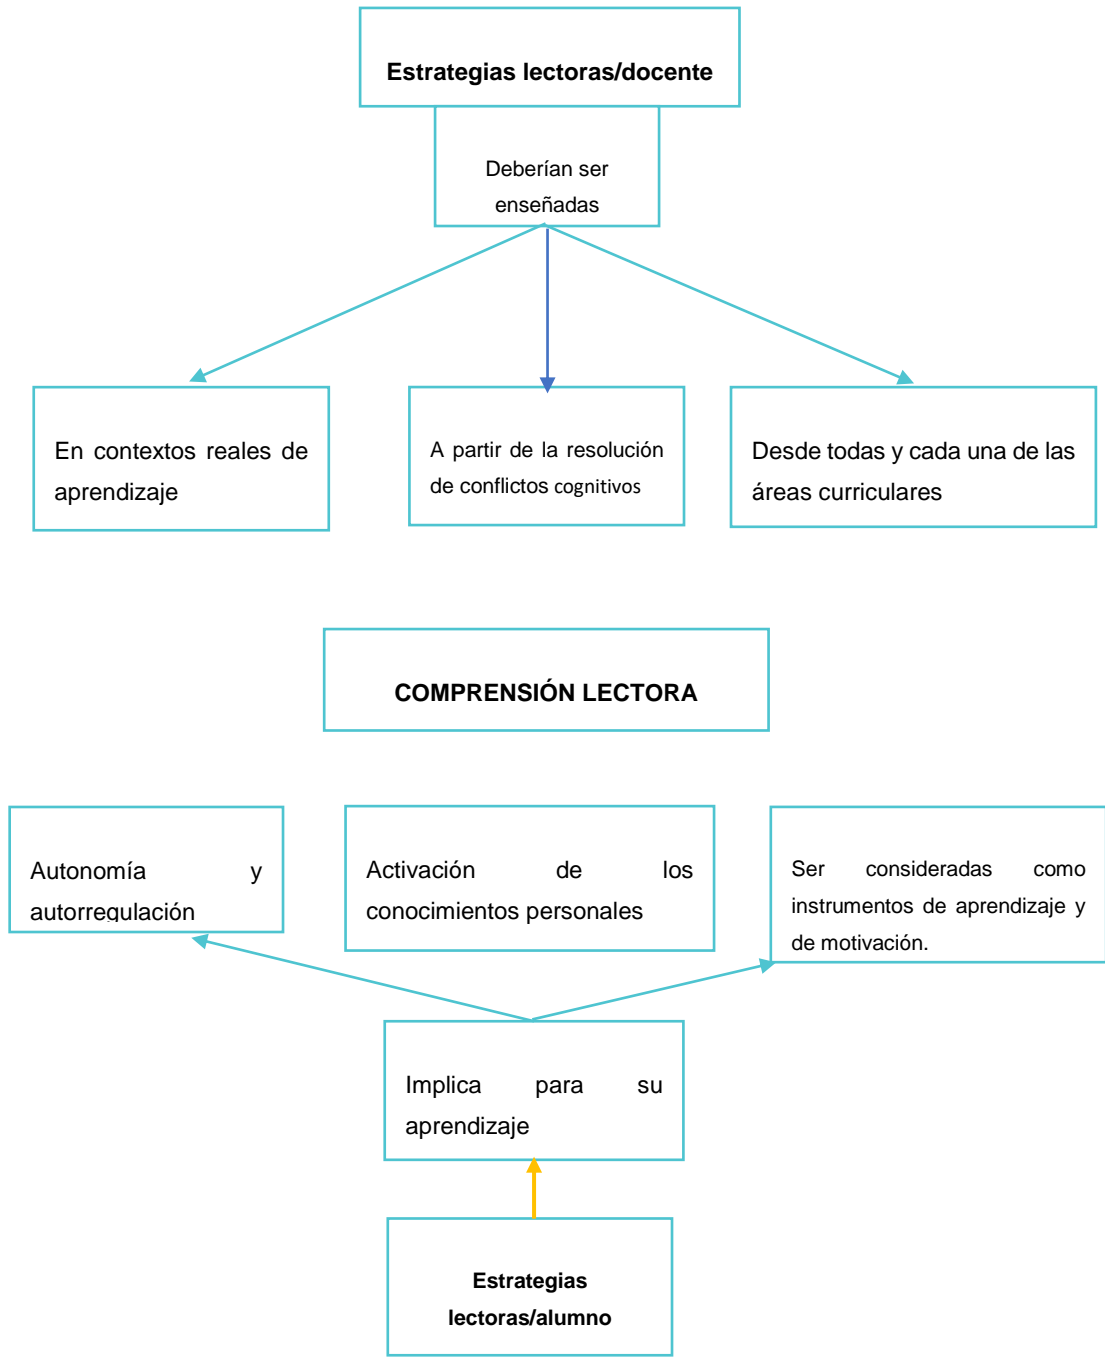 Estrategias lectoras/docente
Deberían ser
enseñadas
En contextos reales de
aprendizaje
A partir de la resolución
de conflictos cognitivos
Desde todas y cada una de las
áreas curriculares
COMPRENSIÓN LECTORA
Autonomía y
autorregulación
Activación de los
conocimientos personales
Ser consideradas como
instrumentos de aprendizaje y
de motivación.
Implica para su
aprendizaje
Estrategias
lectoras/alumno